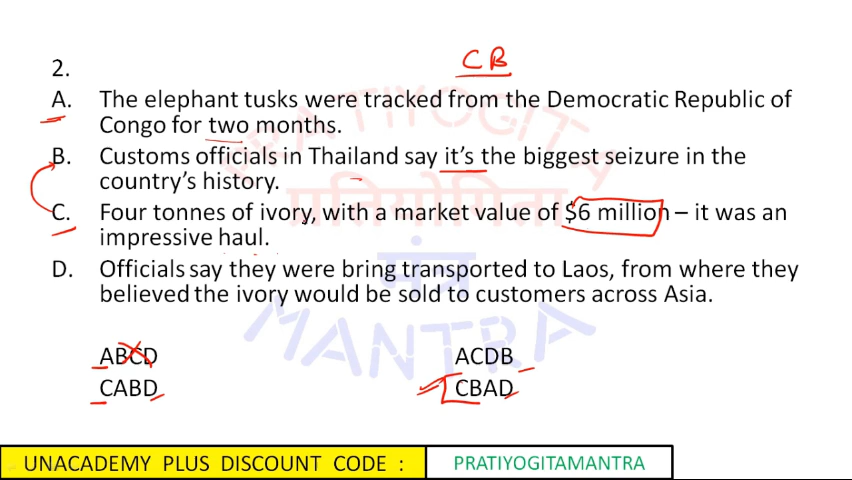 CB
2.
A. The elephant tusks were tracked from the Democratic Republic of
Congo for two months.
B. Customs officials in Thailand say it's the biggest seizure in the
country's history.
C. Four tonnes of ivory, with a market value of $6 million – it was an
impressive haul.
D. Officials say they were bring transported to Laos, from where they
believed the ivory would be sold to customers across Asia.
PRATIYOGITA
प्रतियोगिता
मंत्र
MANTRA
ABCD ACDB
CABD CBAD
UNACADEMY PLUS DISCOUNT CODE : PRATIYOGITAMANTRA